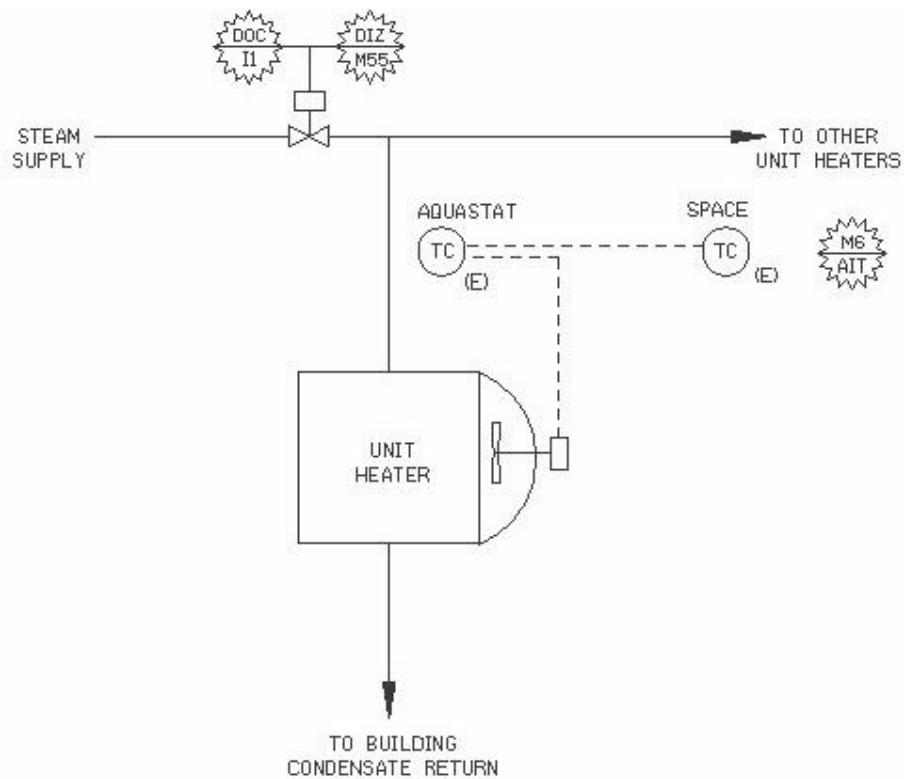 DOC
I1
DIZ
M55
STEAM
SUPPLY
TO OTHER
UNIT HEATERS
AQUASTAT
SPACE
TC
(E)
TC
(E)
M6
AIT
UNIT
HEATER
TO BUILDING
CONDENSATE RETURN